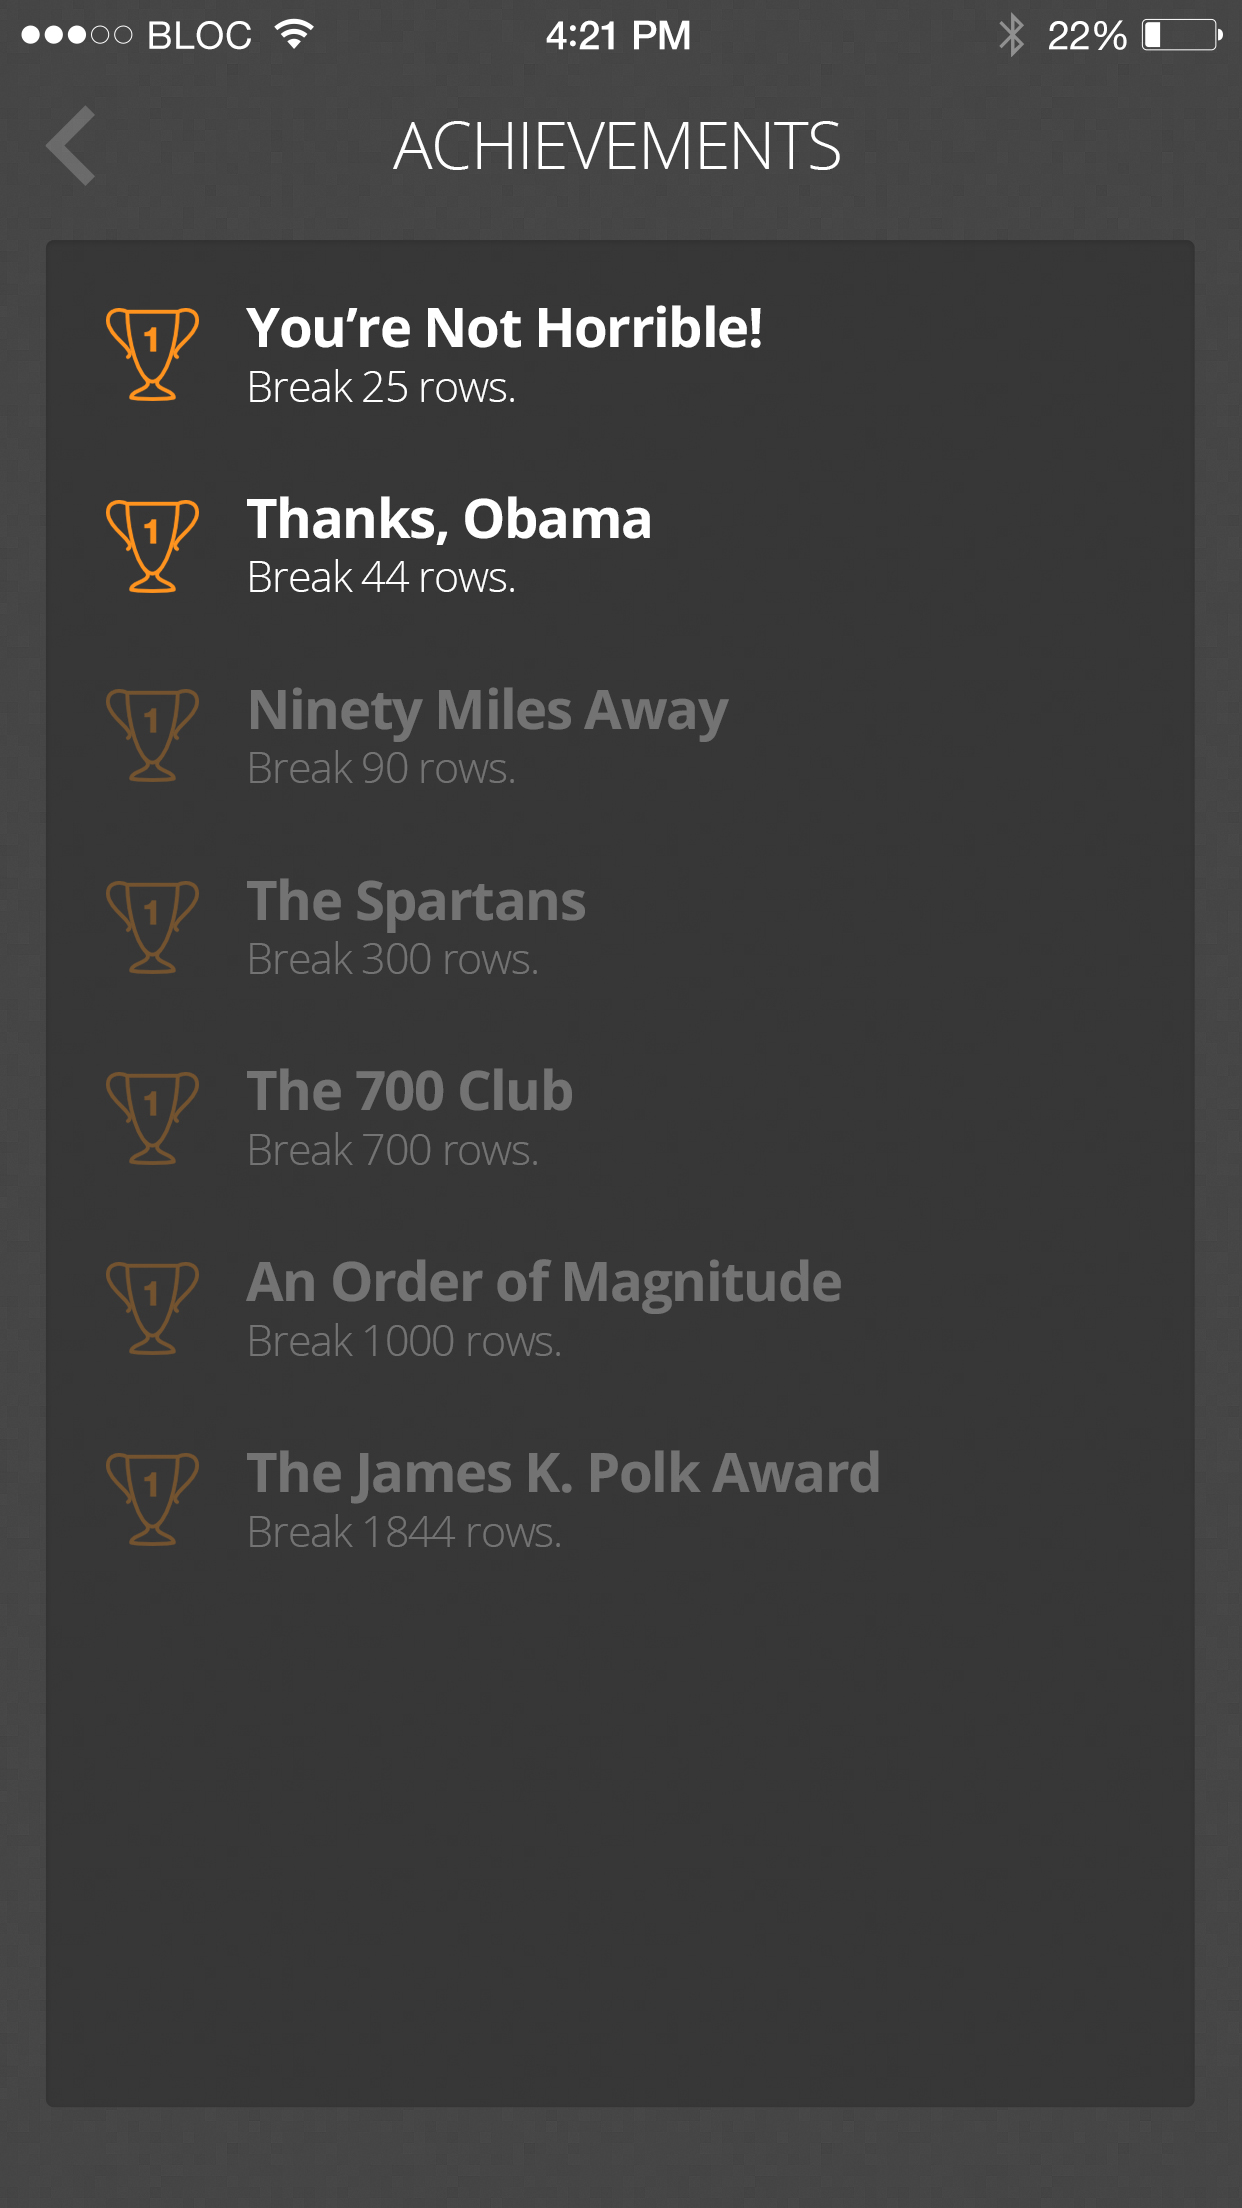 BLOC 4:21 PM 22%
ACHIEVEMENTS
1
You’re Not Horrible!
Break 25 rows.
1
Thanks, Obama
Break 44 rows.
1
Ninety Miles Away
Break 90 rows.
1
The Spartans
Break 300 rows.
1
The 700 Club
Break 700 rows.
1
An Order of Magnitude
Break 1000 rows.
1
The James K. Polk Award
Break 1844 rows.